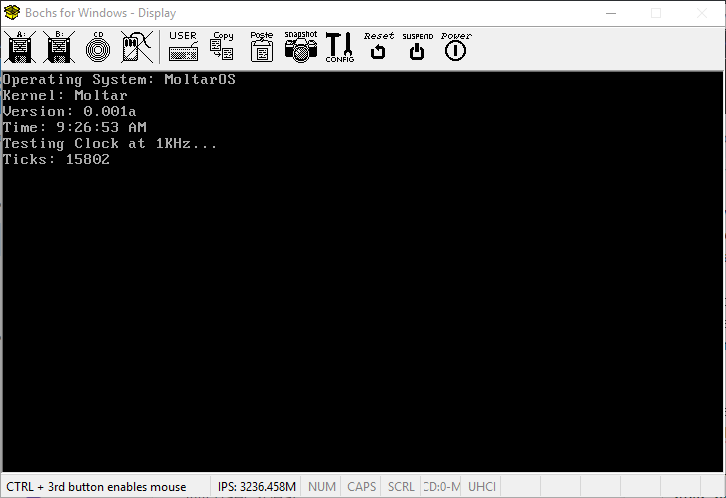 Bochs for Windows - Display
A: B: CD USER Copy Paste Snapshot CONFIG Reset SUSPEND Power
Operating System: MoltarOS
Kernel: Moltar
Version: 0.001a
Time: 9:26:53 AM
Testing Clock at 1KHz...
Ticks: 15802
CTRL + 3rd button enables mouse IPS: 3236.458M NUM CAPS SCRL CD:0-M UHCI